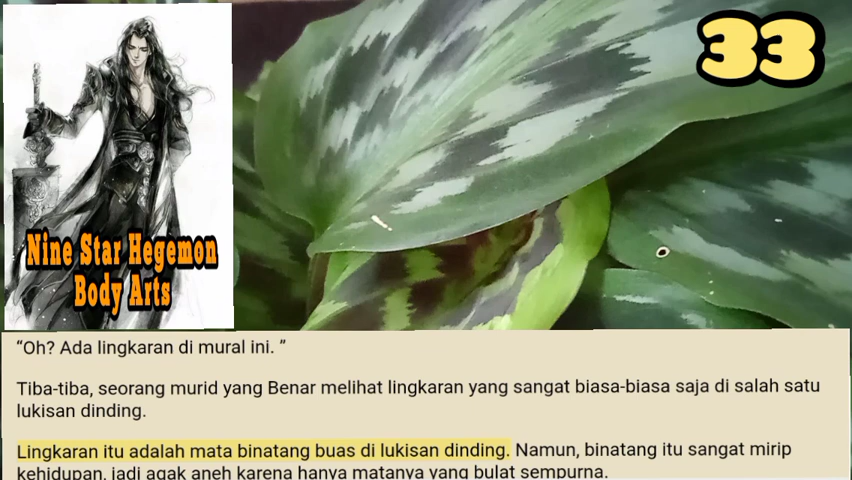 33
Nine Star Hegemon
Body Arts
“Oh? Ada lingkaran di mural ini. ”
Tiba-tiba, seorang murid yang Benar melihat lingkaran yang sangat biasa-biasa saja di salah satu
lukisan dinding.
Lingkaran itu adalah mata binatang buas di lukisan dinding. Namun, binatang itu sangat mirip
kehidupan, jadi agak aneh karena hanya matanya yang bulat sempurna.